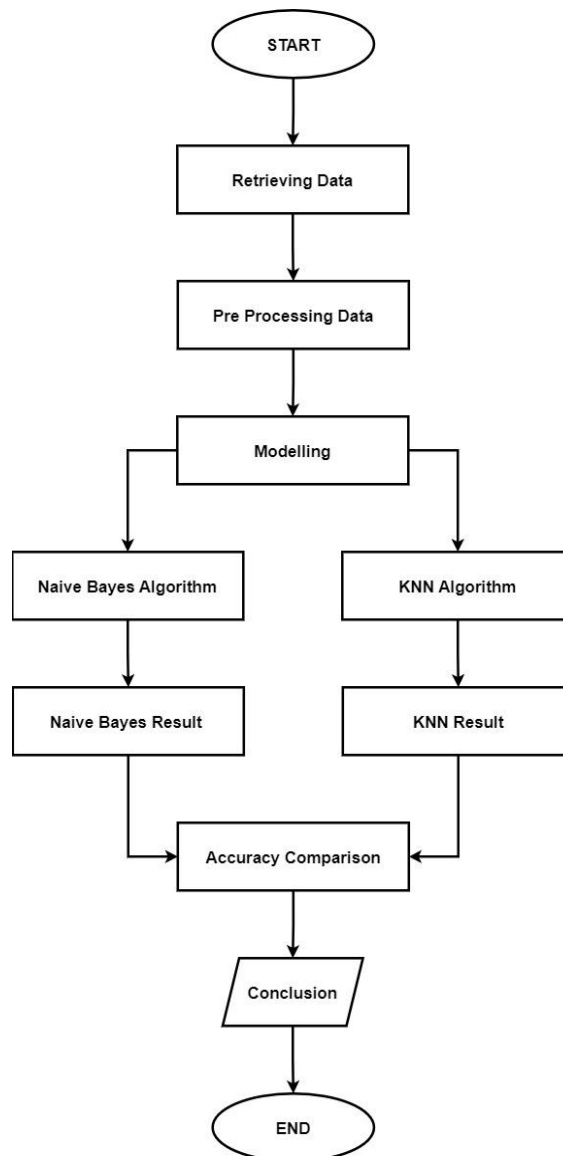 START
Retrieving Data
Pre Processing Data
Modelling
Naive Bayes Algorithm
KNN Algorithm
Naive Bayes Result
KNN Result
Accuracy Comparison
Conclusion
END